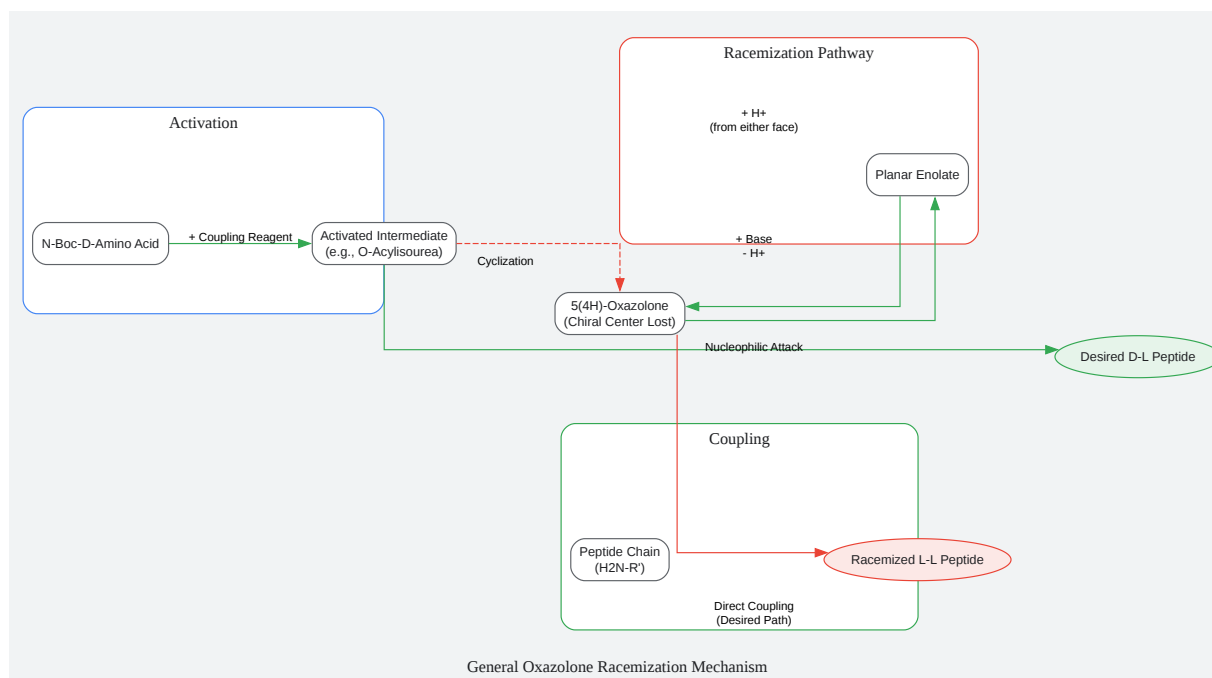 Racemization Pathway
+ H+
(from either face)
Activation
Planar Enolate
N-Boc-D-Amino Acid
+ Coupling Reagent
Activated Intermediate
(e.g., O-Acylisourea)
Cyclization
+ Base
- H+
5(4H)-Oxazolone
(Chiral Center Lost)
Nucleophilic Attack
Desired D-L Peptide
Coupling
Peptide Chain
(H2N-R')
Racemized L-L Peptide
Direct Coupling
(Desired Path)
General Oxazolone Racemization Mechanism